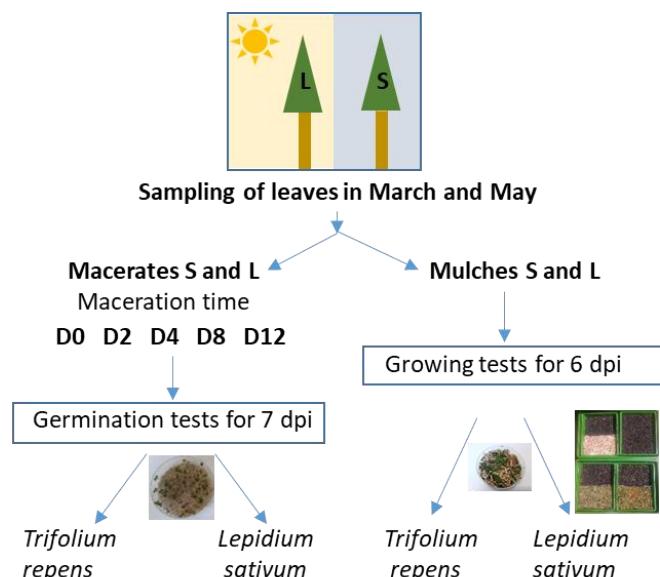 L S
Sampling of leaves in March and May
Macerates S and L
Mulches S and L
Maceration time
D0 D2 D4 D8 D12
Growing tests for 6 dpi
Germination tests for 7 dpi
Trifolium
repens
Lepidium
sativum
Trifolium
repens
Lepidium
sativum